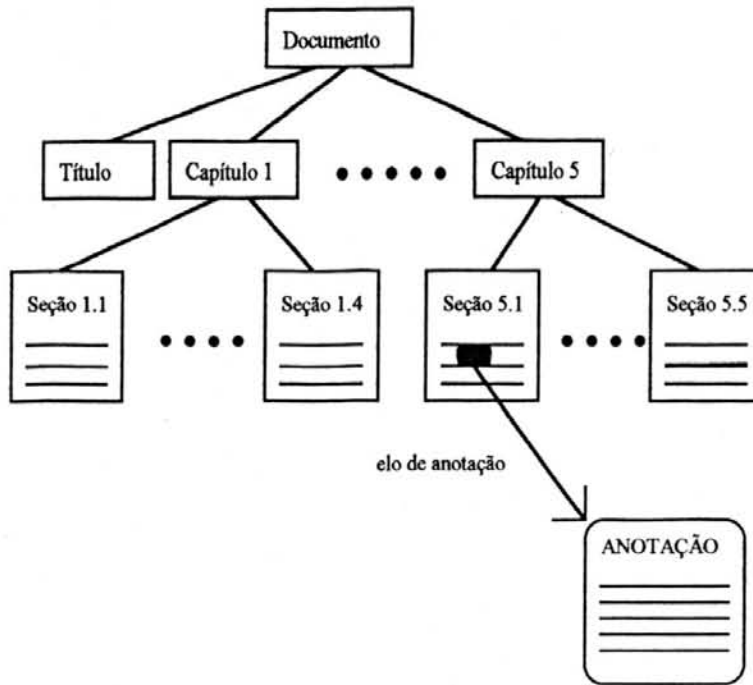 Documento
Título
Capítulo 1
Capítulo 5
Seção 1.1
Seção 1.4
Seção 5.1
Seção 5.5
elo de anotação
ANOTAÇÃO